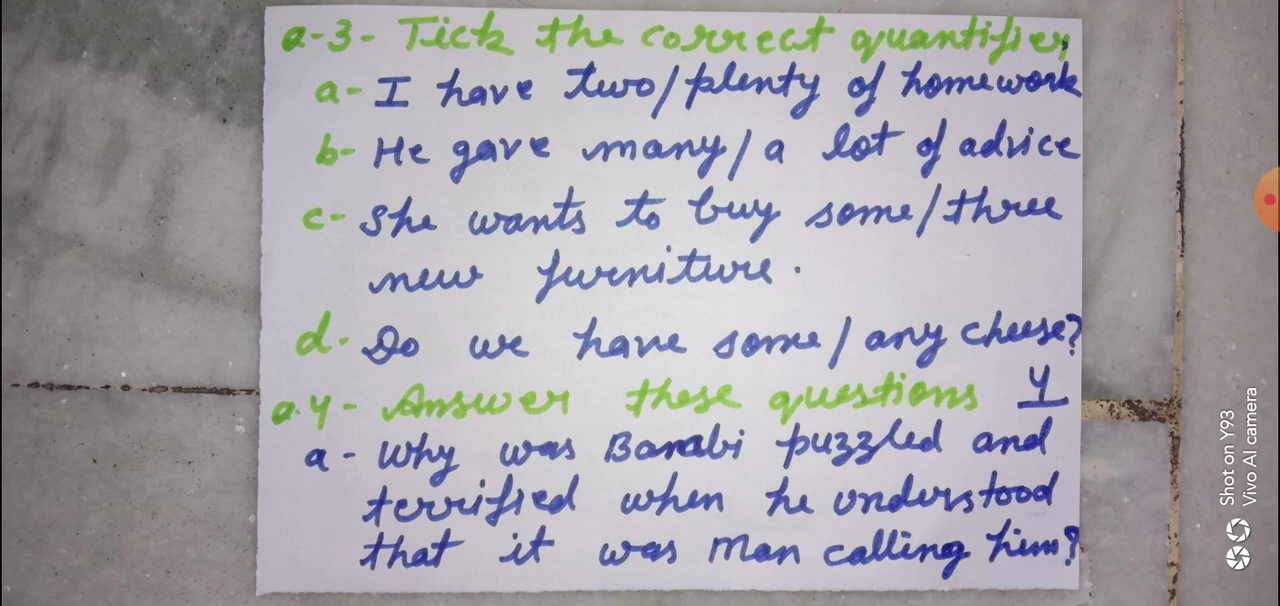 Q-3- Tick the correct quantifier,
a- I have two/plenty of homework
b- He gave many/a lot of advice
c- She wants to buy some/three
new furniture.
d. Do we have some/any cheese?
Q.4- Answer these questions 4
a- Why was Barabi puzzled and
terrified when he understood
that it was Man calling him?
Shot on Y93
Vivo AI camera